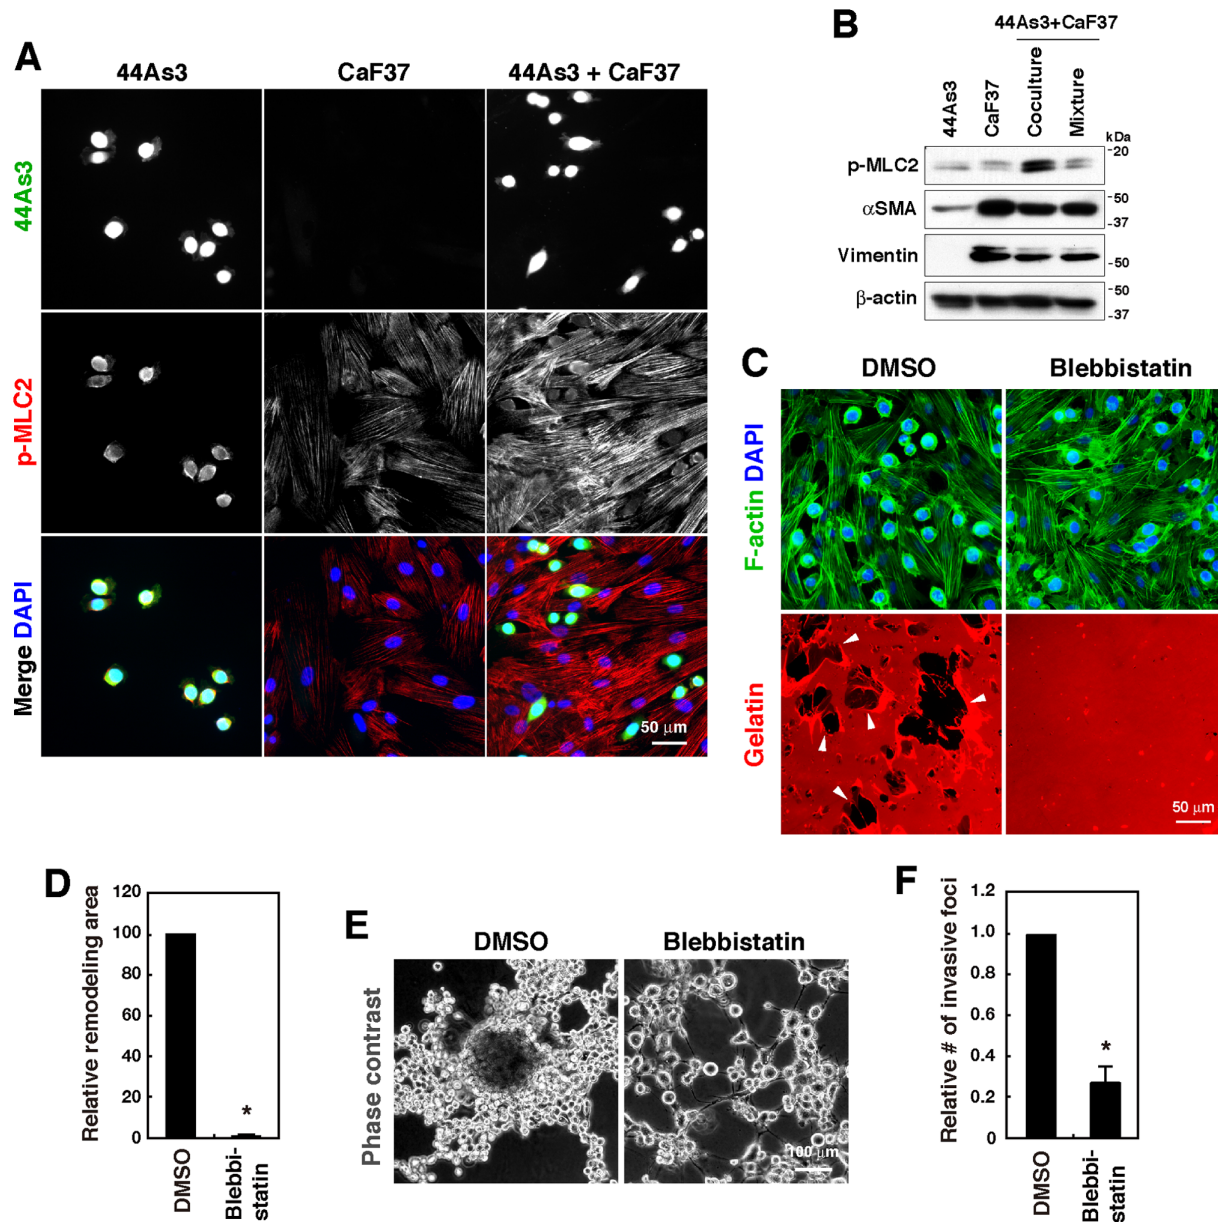 A
44As3
CaF37
44As3 + CaF37
44As3
p-MLC2
Merge DAPI
50 μm
B
44As3+CaF37
44As3
CaF37
Coculture
Mixture
kDa
p-MLC2
-20
αSMA
-50
-37
Vimentin
-50
β-actin
-50
-37
C
DMSO
Blebbistatin
F-actin DAPI
Gelatin
50 μm
D
Relative remodeling area
120
100
80
60
40
20
0
*
DMSO
Blebbi-
statin
E
DMSO
Blebbistatin
Phase contrast
100 μm
F
Relative # of invasive foci
1.2
1.0
0.8
0.6
0.4
0.2
0
*
DMSO
Blebbi-
statin